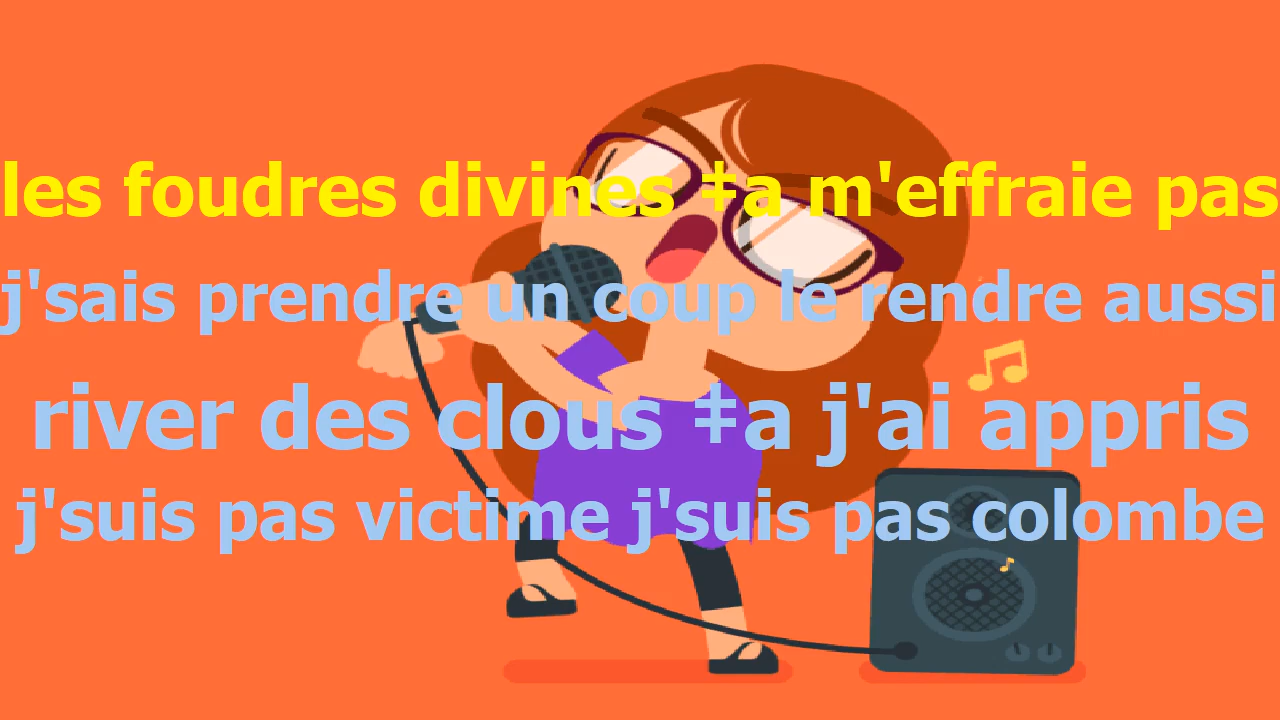 les foudres divines ‡a m'effraie pas
j'sais prendre un coup le rendre aussi
river des clous ‡a j'ai appris
j'suis pas victime j'suis pas colombe